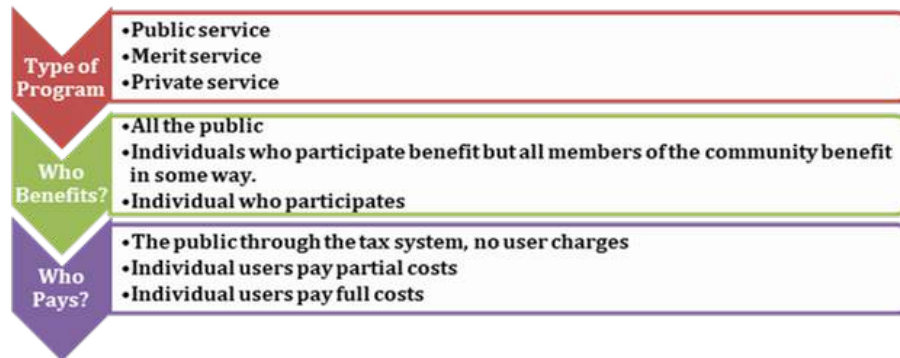 Type of
Program
•Public service
•Merit service
•Private service
Who
Benefits?
•All the public
•Individuals who participate benefit but all members of the community benefit
in some way.
•Individual who participates
Who
Pays?
•The public through the tax system, no user charges
•Individual users pay partial costs
•Individual users pay full costs